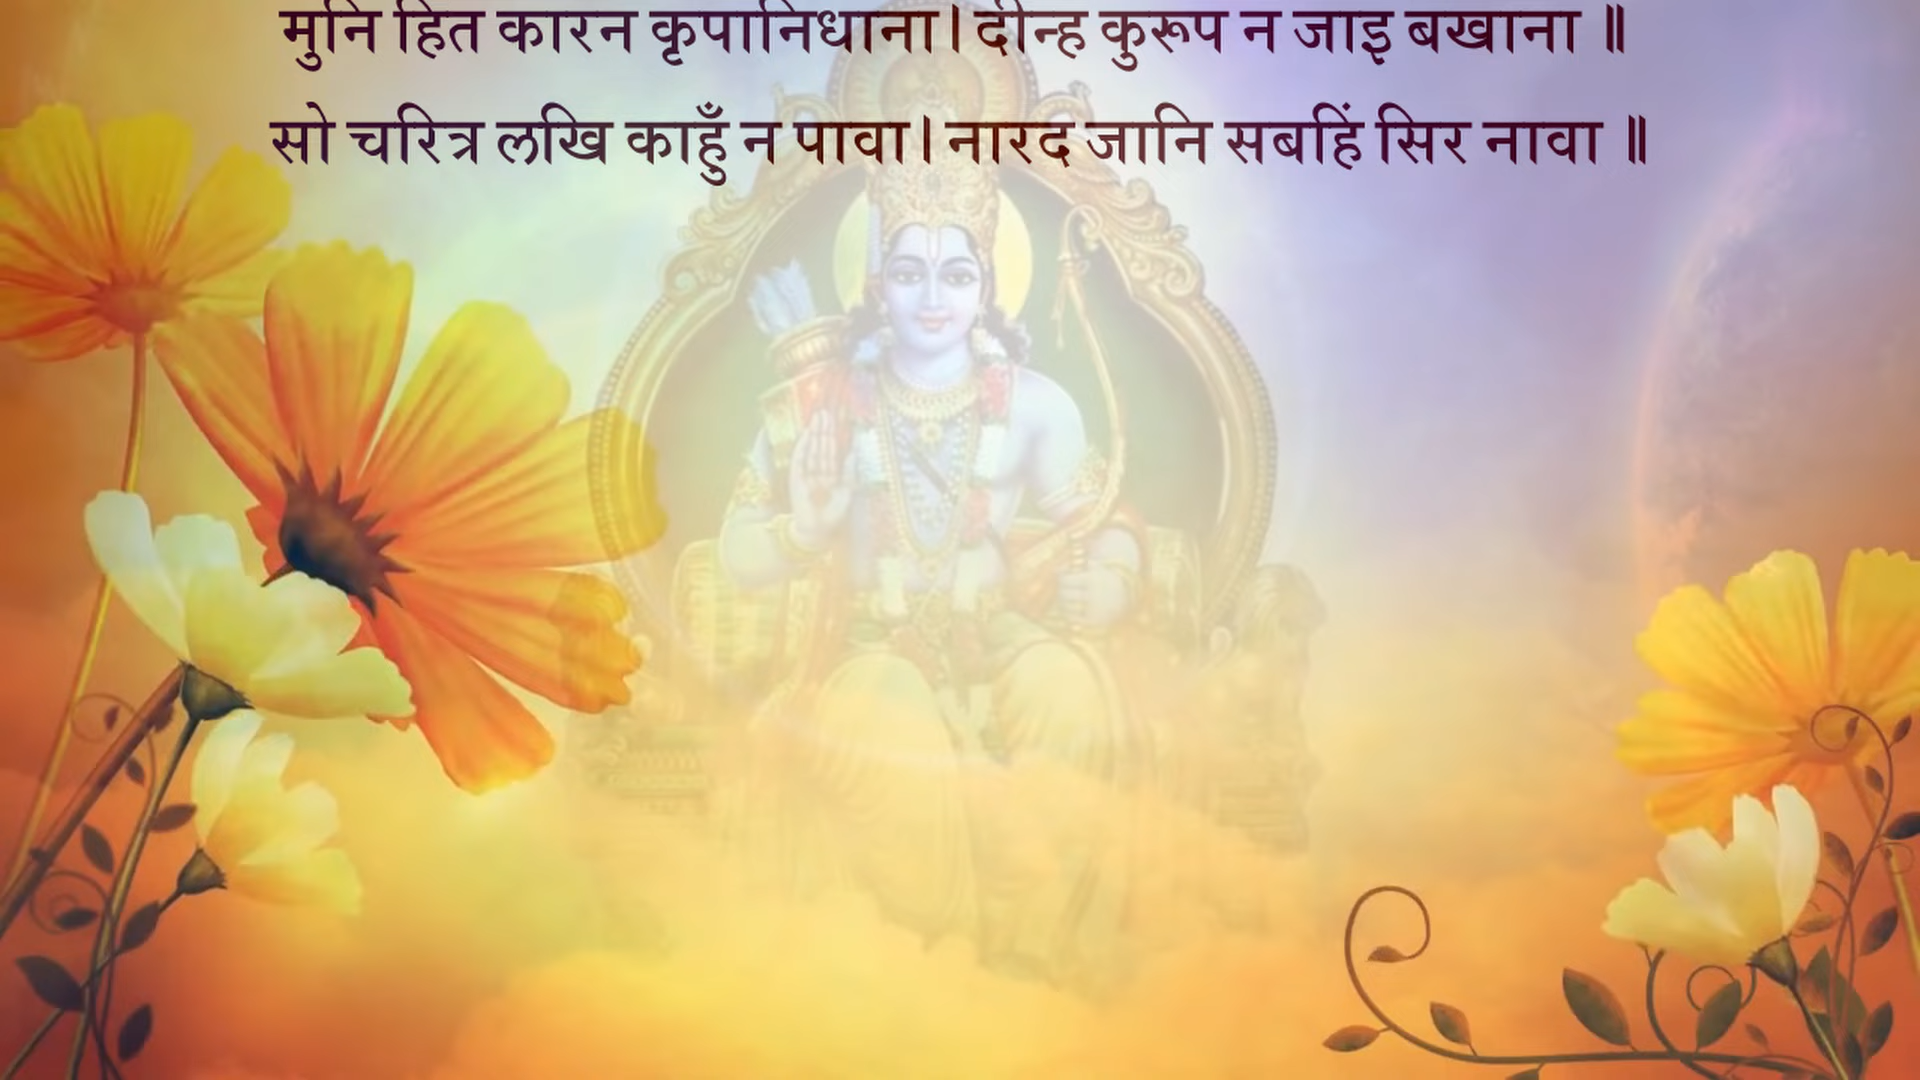 मुनि हित कारन कृपानिधाना। दीन्ह कुरूप न जाइ बखाना ॥
सो चरित्र लखि काहुँ न पावा। नारद जानि सबहिं सिर नावा ॥